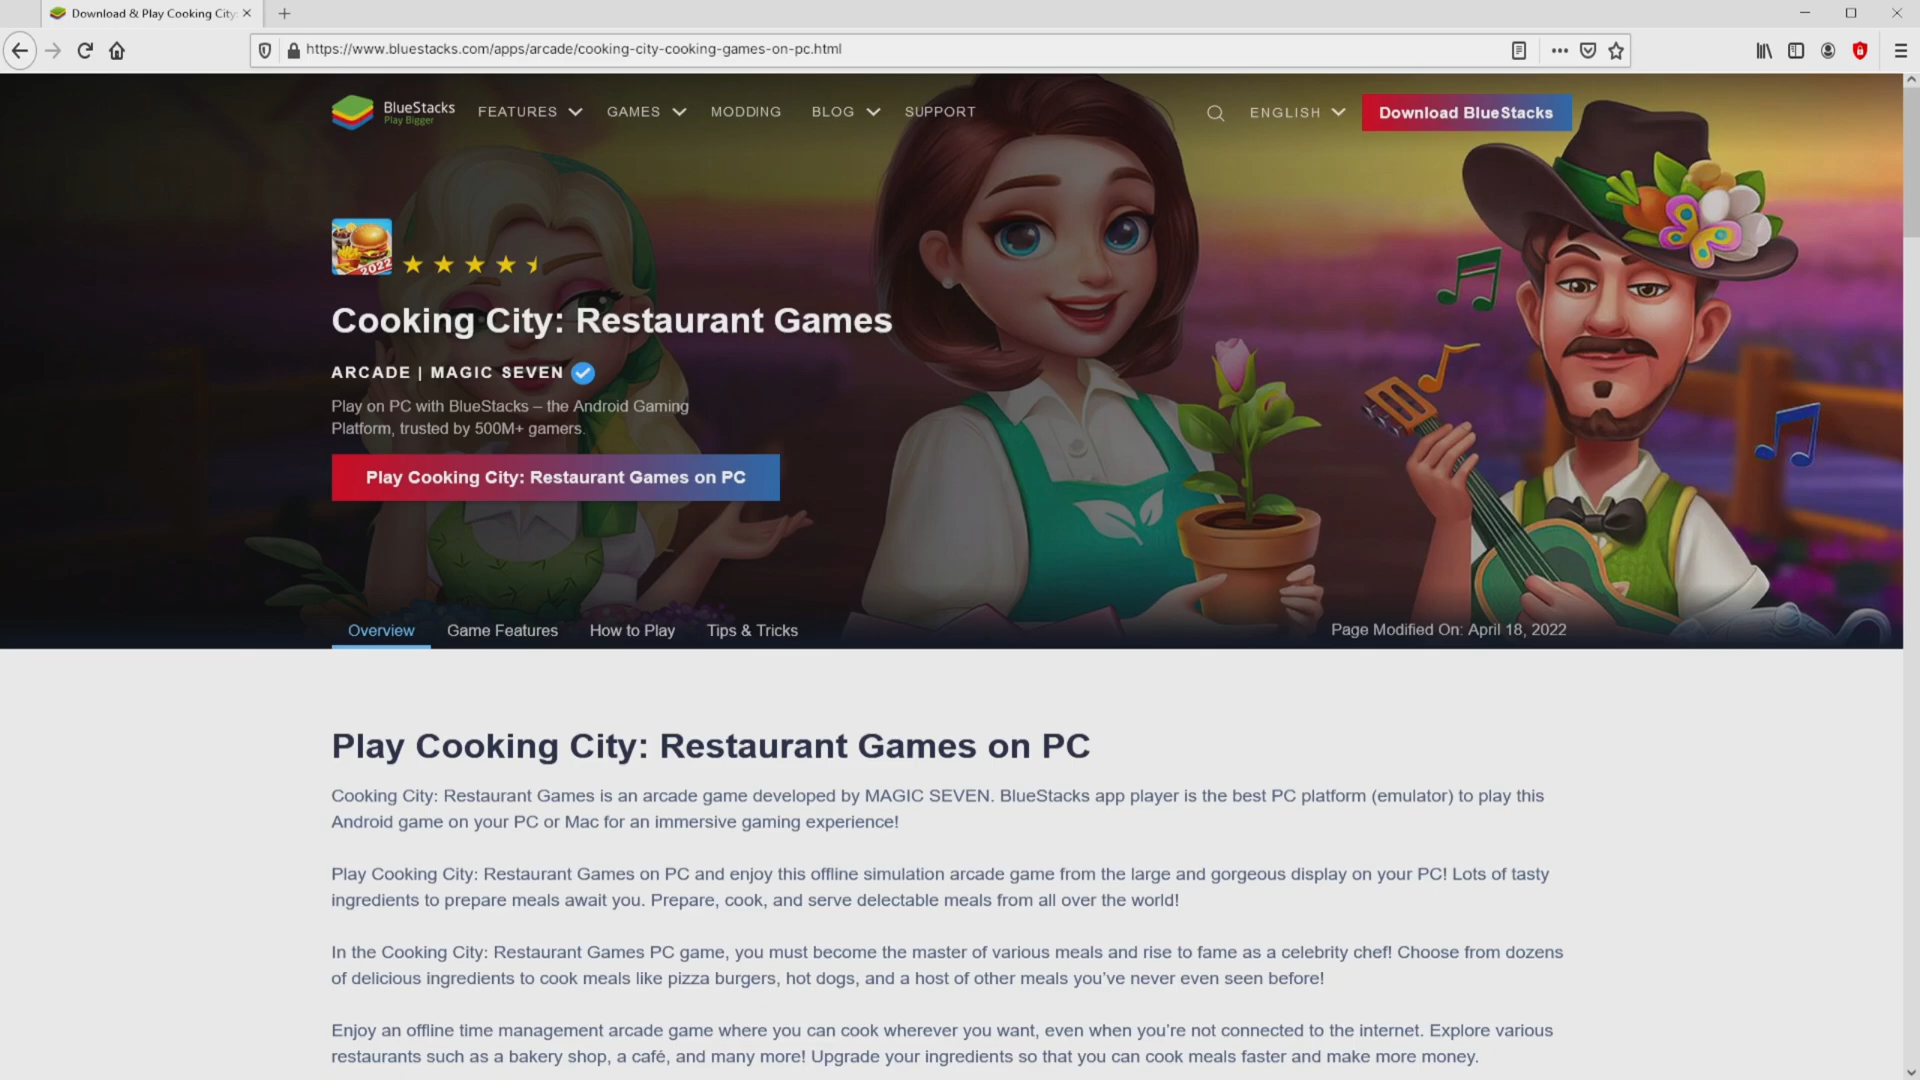 Download & Play Cooking City:
https://www.bluestacks.com/apps/arcade/cooking-city-cooking-games-on-pc.html
BlueStacks
Play Bigger
FEATURES
GAMES
MODDING
BLOG
SUPPORT
ENGLISH
Download BlueStacks
2022
Cooking City: Restaurant Games
ARCADE | MAGIC SEVEN
Play on PC with BlueStacks – the Android Gaming
Platform, trusted by 500M+ gamers.
Play Cooking City: Restaurant Games on PC
Overview
Game Features
How to Play
Tips & Tricks
Page Modified On: April 18, 2022
Play Cooking City: Restaurant Games on PC
Cooking City: Restaurant Games is an arcade game developed by MAGIC SEVEN. BlueStacks app player is the best PC platform (emulator) to play this
Android game on your PC or Mac for an immersive gaming experience!
Play Cooking City: Restaurant Games on PC and enjoy this offline simulation arcade game from the large and gorgeous display on your PC! Lots of tasty
ingredients to prepare meals await you. Prepare, cook, and serve delectable meals from all over the world!
In the Cooking City: Restaurant Games PC game, you must become the master of various meals and rise to fame as a celebrity chef! Choose from dozens
of delicious ingredients to cook meals like pizza burgers, hot dogs, and a host of other meals you’ve never even seen before!
Enjoy an offline time management arcade game where you can cook wherever you want, even when you’re not connected to the internet. Explore various
restaurants such as a bakery shop, a café, and many more! Upgrade your ingredients so that you can cook meals faster and make more money.